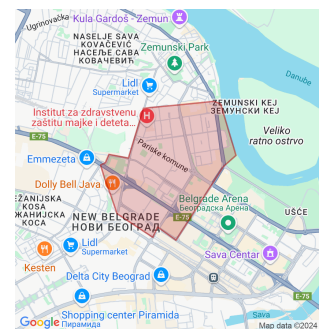 Ugrinovačka
Kula Gardoš - Zemun
NASELJE SAVA
KOVAČEVIĆ
НАСЕЉЕ САВА
КОВАЧЕВИЋ
Zemunski Park
Lidl
Supermarket
Danube
Institut za zdravstvenu
zaštitu majke i deteta...
H
ZEMUNSKI KEJ
ЗЕМУНСКИ КЕЈ
E-75
Pariske komune
Veliko
ratno ostrvo
Emmezeta
Dolly Bell Java
EŽANIJSKA
KOSA
ЖАНИЈСКА
КОСА
Belgrade Arena
Београдска Арена
UŠĆE
NEW BELGRADE
НОВИ БЕОГРАД
E-75
Lidl
Supermarket
Kesten
Sava Centar
Delta City Beograd
E-75
Shopping center Piramida
Пирамида
Sava
Google
Map data ©2024